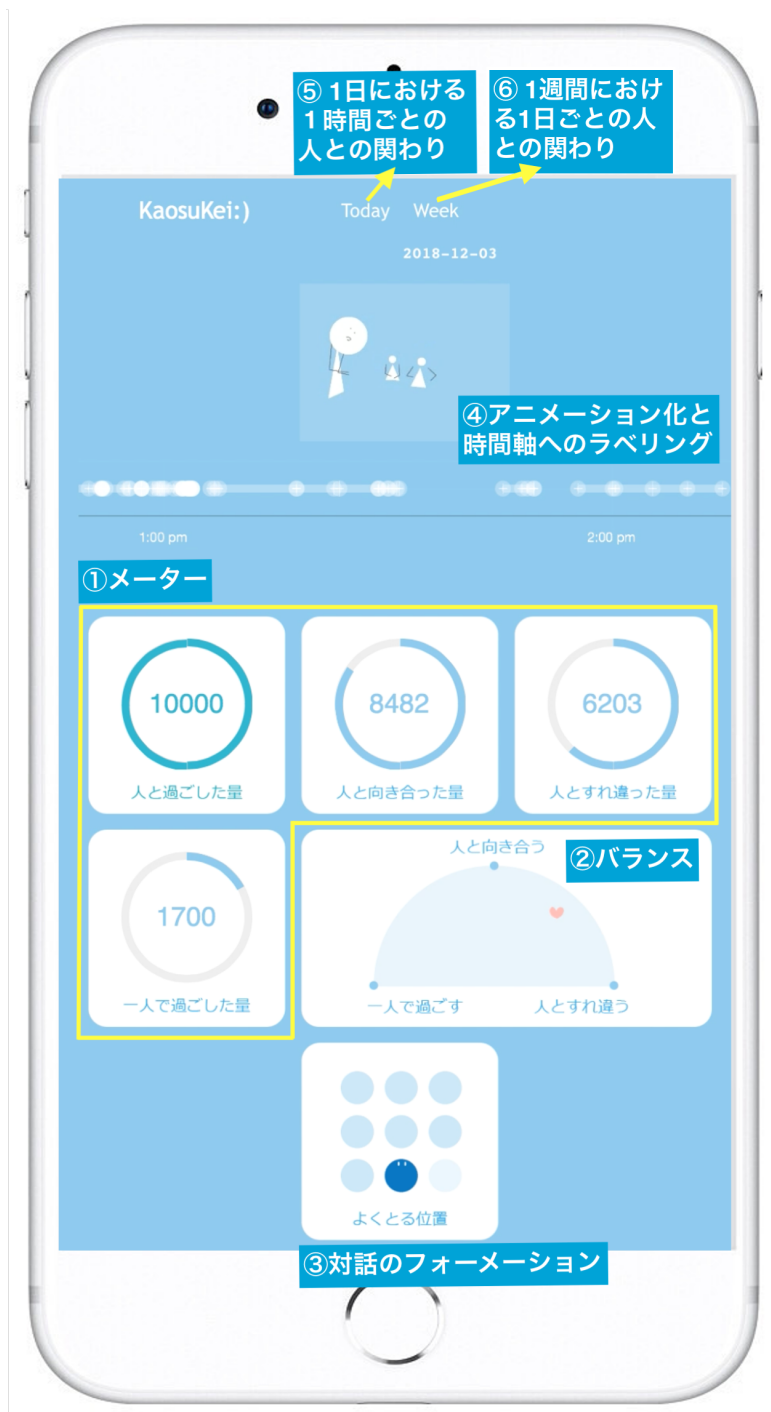 ⑤ 1日における
１時間ごとの
人との関わり
⑥ 1週間におけ
る1日ごとの人
との関わり
KaosuKei:)
Today
Week
2018-12-03
④アニメーション化と
時間軸へのラベリング
1:00 pm
2:00 pm
①メーター
10000
人と過ごした量
8482
人と向き合った量
6203
人とすれ違った量
1700
一人で過ごした量
②バランス
人と向き合う
一人で過ごす
人とすれ違う
よくとる位置
③対話のフォーメーション